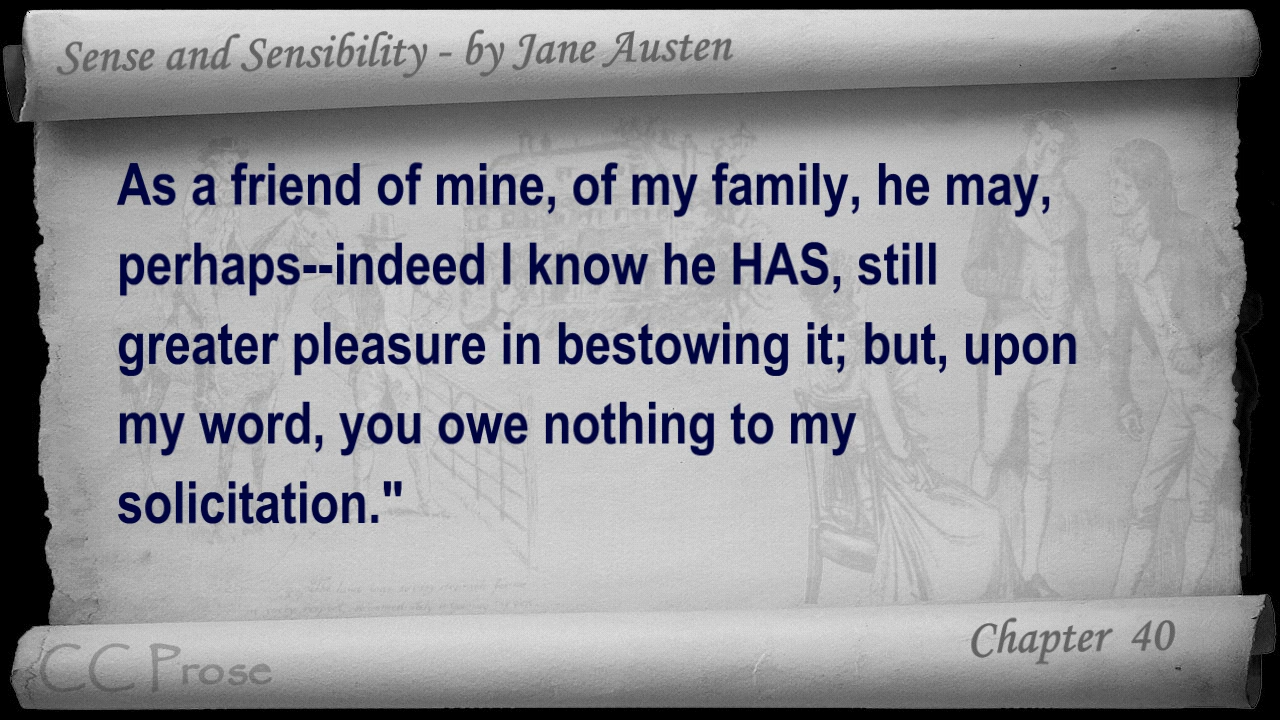 Sense and Sensibility - by Jane Austen
As a friend of mine, of my family, he may,
perhaps--indeed I know he HAS, still
greater pleasure in bestowing it; but, upon
my word, you owe nothing to my
solicitation."
Chapter 40
CC Prose